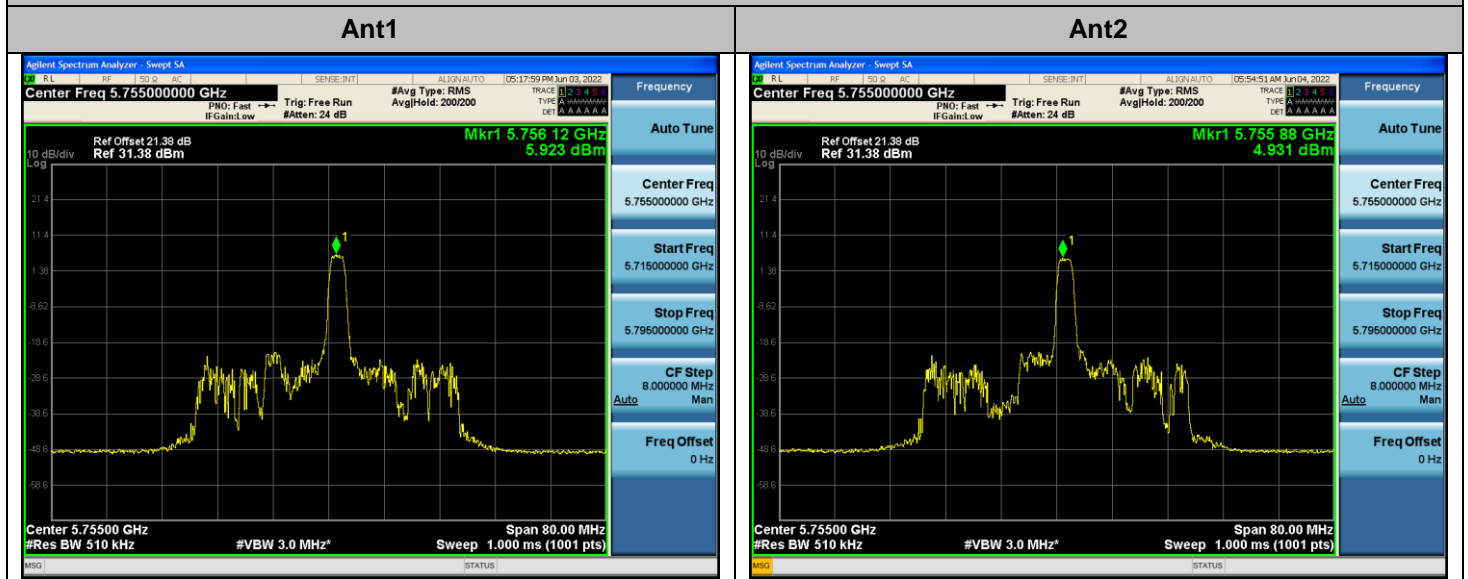 Ant1
Ant2
Agilent Spectrum Analyzer - Swept SA
RL RF 50 Ω AC SENSE:INT ALIGN AUTO 05:17:59 PM Jun 03, 2022
Center Freq 5.755000000 GHz
PNO: Fast
IFGain:Low
Trig: Free Run
#Atten: 24 dB
#Avg Type: RMS
Avg|Hold: 200/200
TRACE 1 2 3 4 5 6
TYPE A
DET A A A A A A
Ref Offset 21.38 dB
10 dB/div Ref 31.38 dBm
Log
Mkr1 5.756 12 GHz
5.923 dBm
21.4
11.4
1.38
-8.62
-18.6
-28.6
-38.6
-48.6
-58.6
1
Center 5.75500 GHz
Span 80.00 MHz
#Res BW 510 kHz
#VBW 3.0 MHz*
Sweep 1.000 ms (1001 pts)
MSG
STATUS
Frequency
Auto Tune
Center Freq
5.755000000 GHz
Start Freq
5.715000000 GHz
Stop Freq
5.795000000 GHz
CF Step
8.000000 MHz
Auto Man
Freq Offset
0 Hz
Agilent Spectrum Analyzer - Swept SA
RL RF 50 Ω AC SENSE:INT ALIGN AUTO 05:54:51 AM Jun 04, 2022
Center Freq 5.755000000 GHz
PNO: Fast
IFGain:Low
Trig: Free Run
#Atten: 24 dB
#Avg Type: RMS
Avg|Hold: 200/200
TRACE 1 2 3 4 5 6
TYPE A
DET A A A A A A
Ref Offset 21.38 dB
10 dB/div Ref 31.38 dBm
Log
Mkr1 5.755 88 GHz
4.931 dBm
21.4
11.4
1.38
-8.62
-18.6
-28.6
-38.6
-48.6
-58.6
1
Center 5.75500 GHz
Span 80.00 MHz
#Res BW 510 kHz
#VBW 3.0 MHz*
Sweep 1.000 ms (1001 pts)
MSG
STATUS
Frequency
Auto Tune
Center Freq
5.755000000 GHz
Start Freq
5.715000000 GHz
Stop Freq
5.795000000 GHz
CF Step
8.000000 MHz
Auto Man
Freq Offset
0 Hz